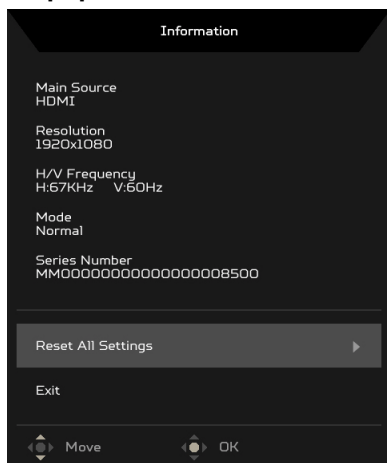 Information
Main Source
HDMI
Resolution
1920x1080
H/V Frequency
H:67KHz V:60Hz
Mode
Normal
Series Number
MM00000000000000008500
Reset All Settings
Exit
Move OK